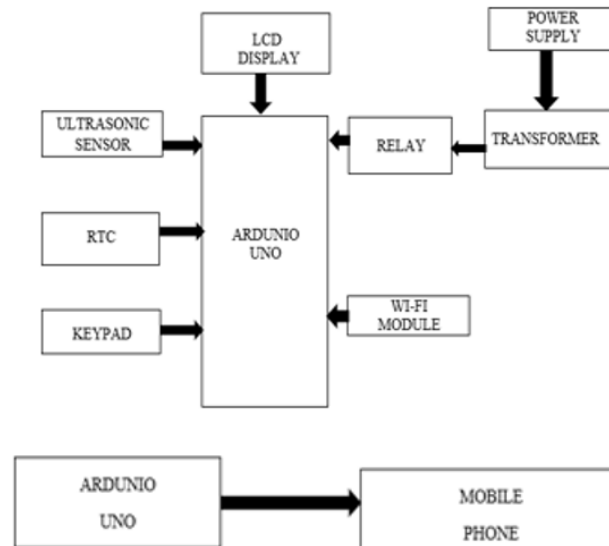 LCD
DISPLAY
POWER
SUPPLY
ULTRASONIC
SENSOR
RELAY
TRANSFORMER
RTC
ARDUNIO
UNO
WI-FI
MODULE
KEYPAD
ARDUNIO
UNO
MOBILE
PHONE